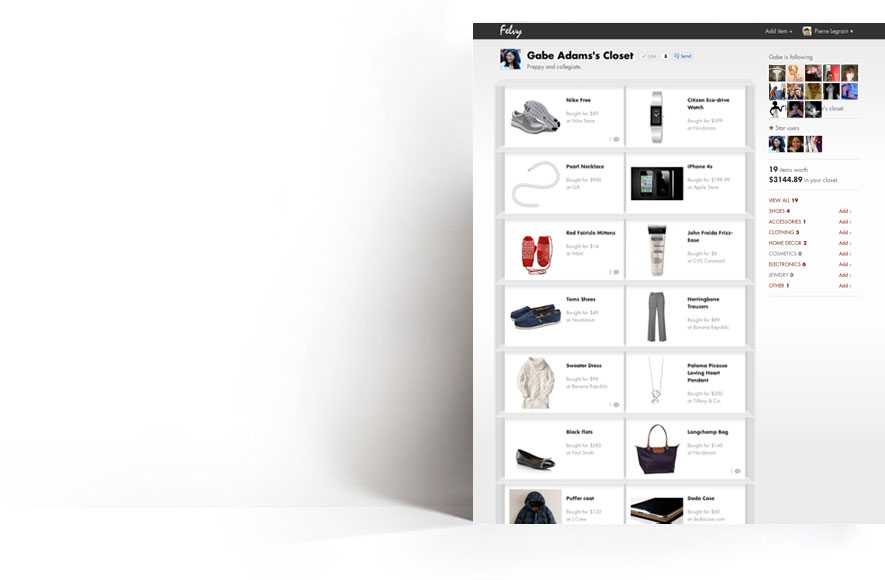 Felvy
Add item +
Pierre Legrain ▾
Gabe Adams's Closet
Like
Send
Preppy and collegiate.
Nike Free
Bought for $89
at Nike Store
1
Citizen Eco-drive
Watch
Bought for $399
at Nordstrom
Pearl Necklace
Bought for $900
at Gift
iPhone 4s
Bought for $199.99
at Apple Store
Red Fairisle Mittens
Bought for $14
at H&M
John Freida Frizz-
Ease
Bought for $8
at CVS Caremark
Toms Shoes
Bought for $49
at Nordstrom
Herringbone
Trousers
Bought for $89
at Banana Republic
Sweater Dress
Bought for $98
at Banana Republic
Paloma Picasso
Loving Heart
Pendant
Bought for $200
at Tiffany & Co.
Black Flats
Bought for $285
at Paul Smith
Longchamp Bag
Bought for $145
at Nordstrom
Puffer coat
Bought for $120
at J.Crew
Dodo Case
Bought for $60
at dodocase.com
Gabe is following
closet.
★ Star users
19 items worth
$3144.89 in your closet.
VIEW ALL 19
SHOES 4 Add ›
ACCESSORIES 1 Add ›
CLOTHING 5 Add ›
HOME DECOR 2 Add ›
COSMETICS 0 Add ›
ELECTRONICS 6 Add ›
JEWELRY 0 Add ›
OTHER 1 Add ›